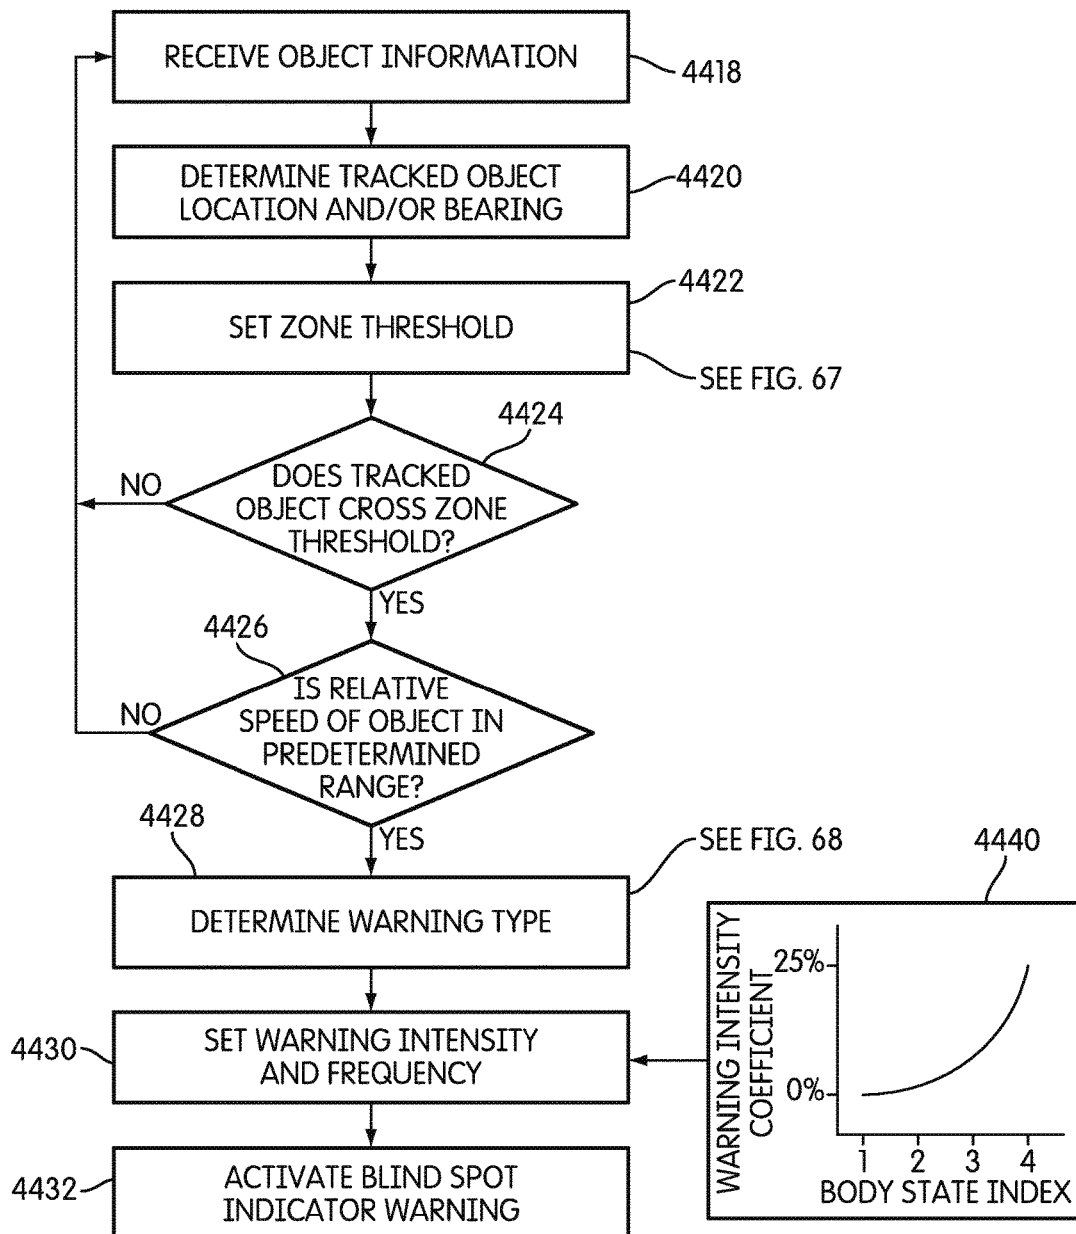 RECEIVE OBJECT INFORMATION
4418
DETERMINE TRACKED OBJECT
LOCATION AND/OR BEARING
4420
4422
SET ZONE THRESHOLD
SEE FIG. 67
4424
NO
DOES TRACKED
OBJECT CROSS ZONE
THRESHOLD?
YES
4426
NO
IS RELATIVE
SPEED OF OBJECT IN
PREDETERMINED
RANGE?
YES
4428
SEE FIG. 68
DETERMINE WARNING TYPE
4440
WARNING INTENSITY
COEFFICIENT
25%
0%
1 2 3 4
BODY STATE INDEX
4430
SET WARNING INTENSITY
AND FREQUENCY
4432
ACTIVATE BLIND SPOT
INDICATOR WARNING